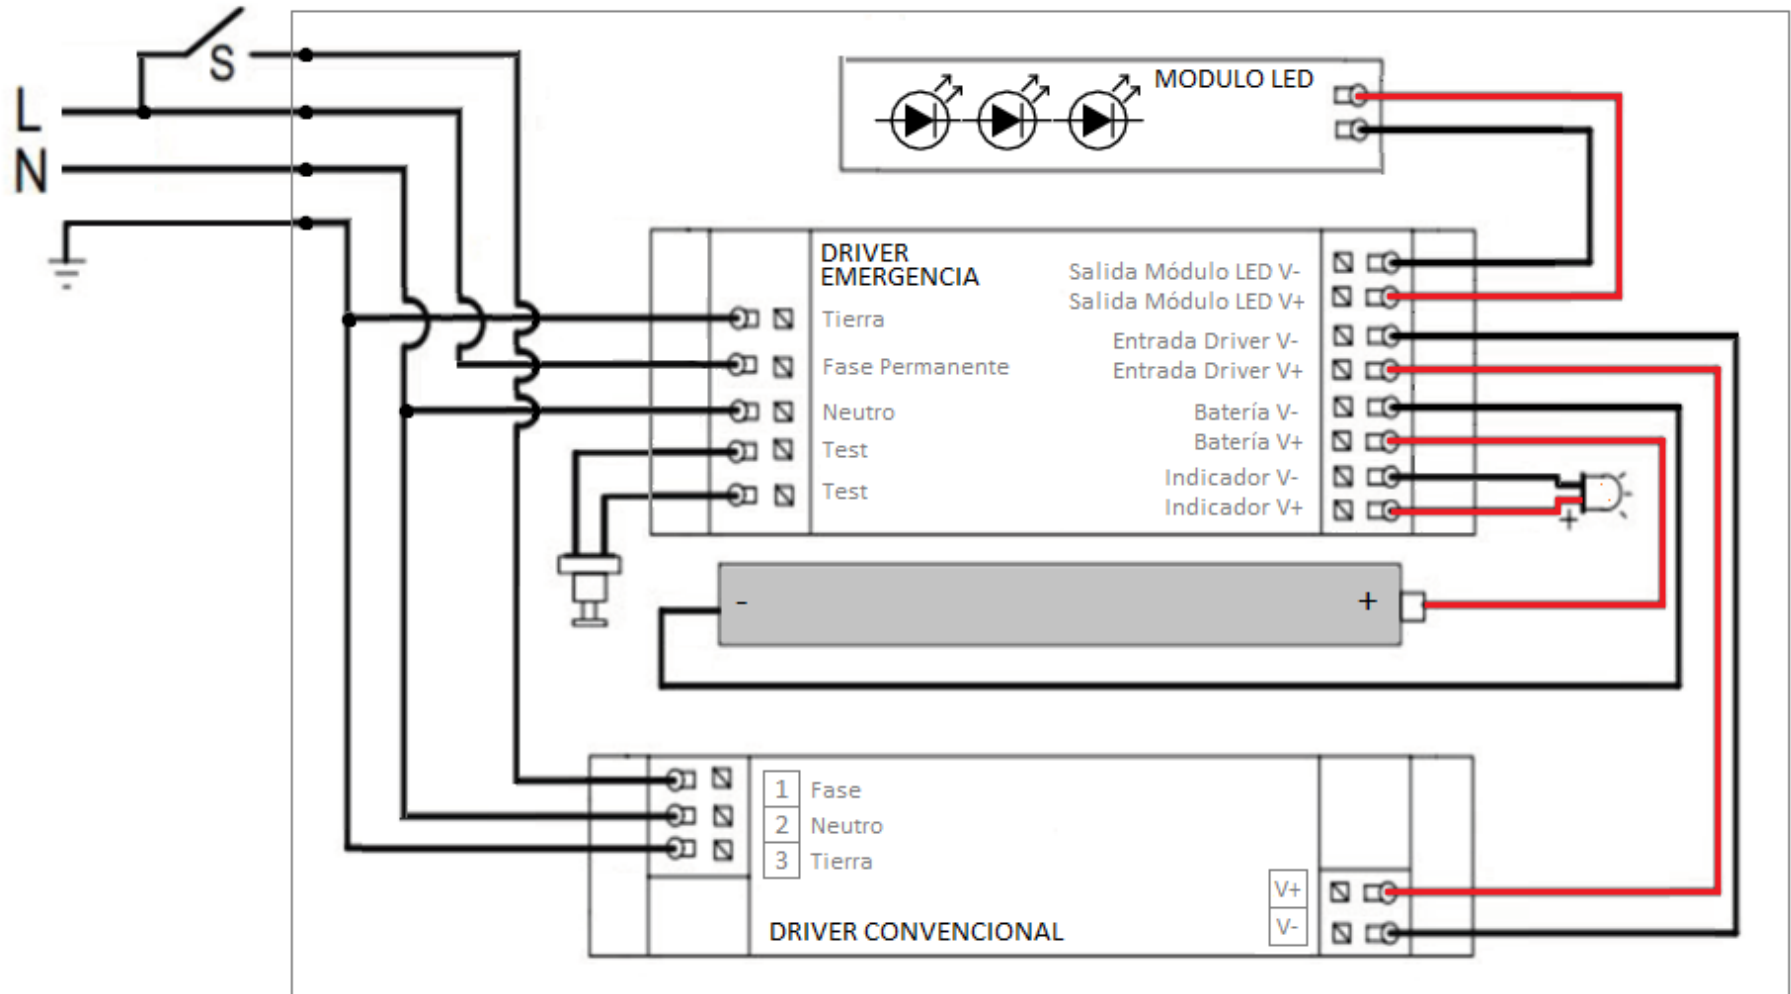 S
L
N
MODULO LED
DRIVER
EMERGENCIA
Salida Módulo LED V-
Salida Módulo LED V+
Tierra
Entrada Driver V-
Fase Permanente
Entrada Driver V+
Neutro
Batería V-
Test
Batería V+
Indicador V-
Test
Indicador V+
+
-
+
1 Fase
2 Neutro
3 Tierra
V+
V-
DRIVER CONVENCIONAL